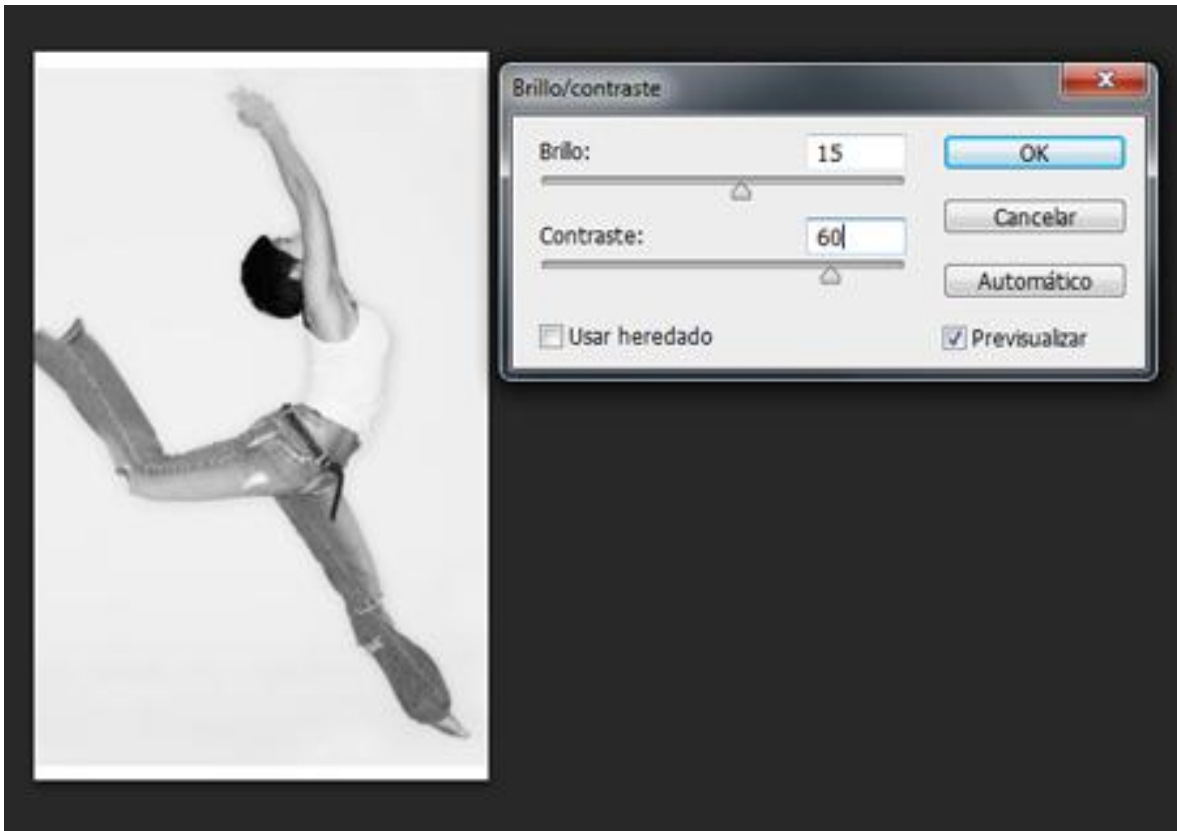 Brillo/contraste
Brillo: 15
OK
Contraste: 60
Cancelar
Automático
Usar heredado
Previsualizar